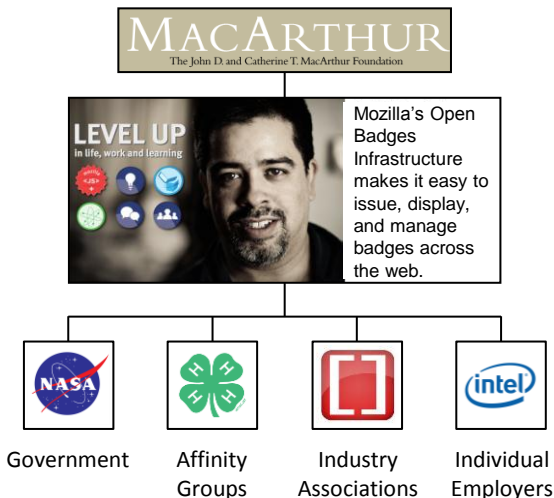 MACARTHUR
The John D. and Catherine T. MacArthur Foundation
LEVEL UP
in life, work and learning
mozilla
<JS>
+
Mozilla's Open
Badges
Infrastructure
makes it easy to
issue, display,
and manage
badges across
the web.
NASA
H H
H H
intel
Government
Affinity
Groups
Industry
Associations
Individual
Employers